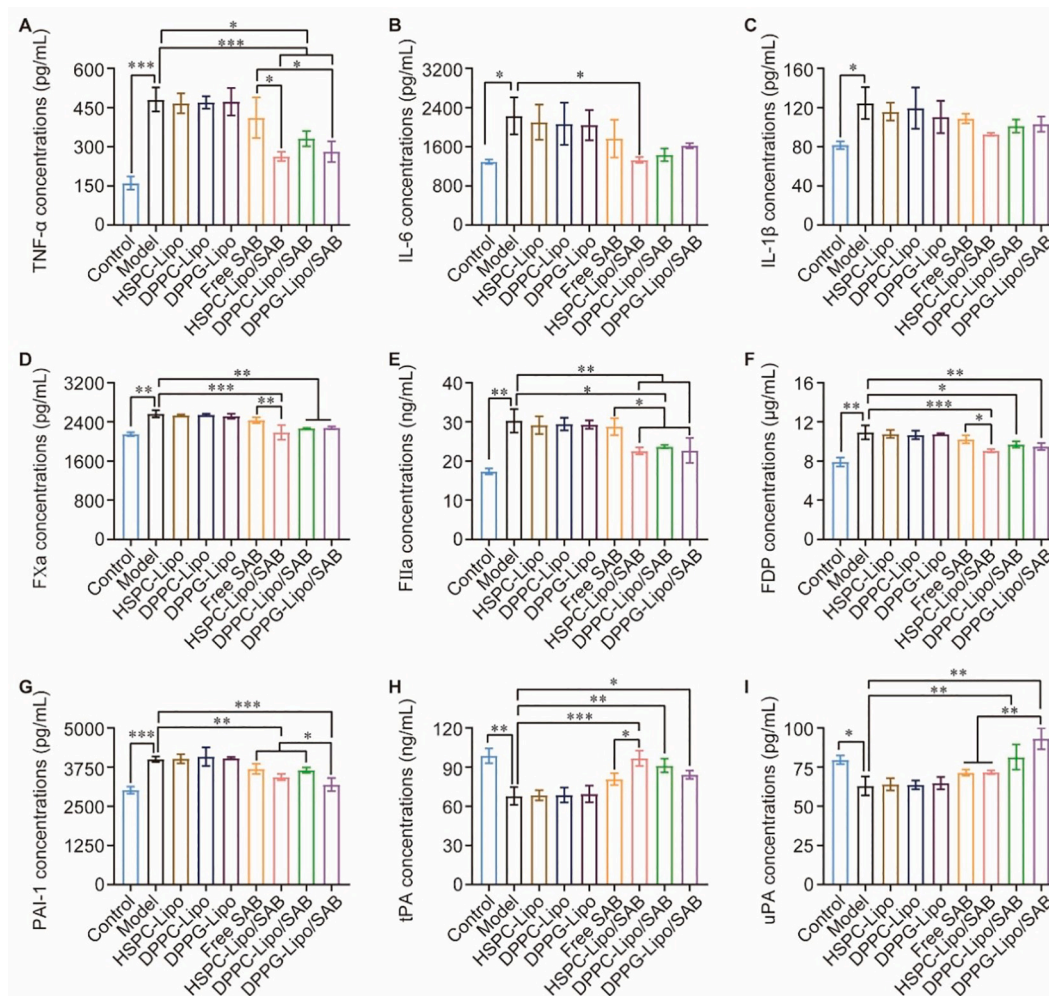 A
TNF-α concentrations (pg/mL)
600
450
300
150
0
*
***
***
*
*
Control
Model
HSPC-Lipo
DPPC-Lipo
DPPG-Lipo
Free SAB
HSPC-Lipo/SAB
DPPC-Lipo/SAB
DPPG-Lipo/SAB
B
IL-6 concentrations (pg/mL)
3200
2400
1600
800
0
*
*
Control
Model
HSPC-Lipo
DPPC-Lipo
DPPG-Lipo
Free SAB
HSPC-Lipo/SAB
DPPC-Lipo/SAB
DPPG-Lipo/SAB
C
IL-1β concentrations (pg/mL)
160
120
80
40
0
*
Control
Model
HSPC-Lipo
DPPC-Lipo
DPPG-Lipo
Free SAB
HSPC-Lipo/SAB
DPPC-Lipo/SAB
DPPG-Lipo/SAB
D
FXa concentrations (pg/mL)
3200
2400
1600
800
0
**
***
**
**
Control
Model
HSPC-Lipo
DPPC-Lipo
DPPG-Lipo
Free SAB
HSPC-Lipo/SAB
DPPC-Lipo/SAB
DPPG-Lipo/SAB
E
FIIa concentrations (ng/mL)
40
30
20
10
0
**
*
**
*
Control
Model
HSPC-Lipo
DPPC-Lipo
DPPG-Lipo
Free SAB
HSPC-Lipo/SAB
DPPC-Lipo/SAB
DPPG-Lipo/SAB
F
FDP concentrations (μg/mL)
16
12
8
4
0
**
*
***
**
*
Control
Model
HSPC-Lipo
DPPC-Lipo
DPPG-Lipo
Free SAB
HSPC-Lipo/SAB
DPPC-Lipo/SAB
DPPG-Lipo/SAB
G
PAI-1 concentrations (pg/mL)
5000
3750
2500
1250
0
***
**
***
*
Control
Model
HSPC-Lipo
DPPC-Lipo
DPPG-Lipo
Free SAB
HSPC-Lipo/SAB
DPPC-Lipo/SAB
DPPG-Lipo/SAB
H
tPA concentrations (ng/mL)
120
90
60
30
0
*
**
***
**
*
Control
Model
HSPC-Lipo
DPPC-Lipo
DPPG-Lipo
Free SAB
HSPC-Lipo/SAB
DPPC-Lipo/SAB
DPPG-Lipo/SAB
I
uPA concentrations (pg/mL)
100
75
50
25
0
**
**
**
*
Control
Model
HSPC-Lipo
DPPC-Lipo
DPPG-Lipo
Free SAB
HSPC-Lipo/SAB
DPPC-Lipo/SAB
DPPG-Lipo/SAB